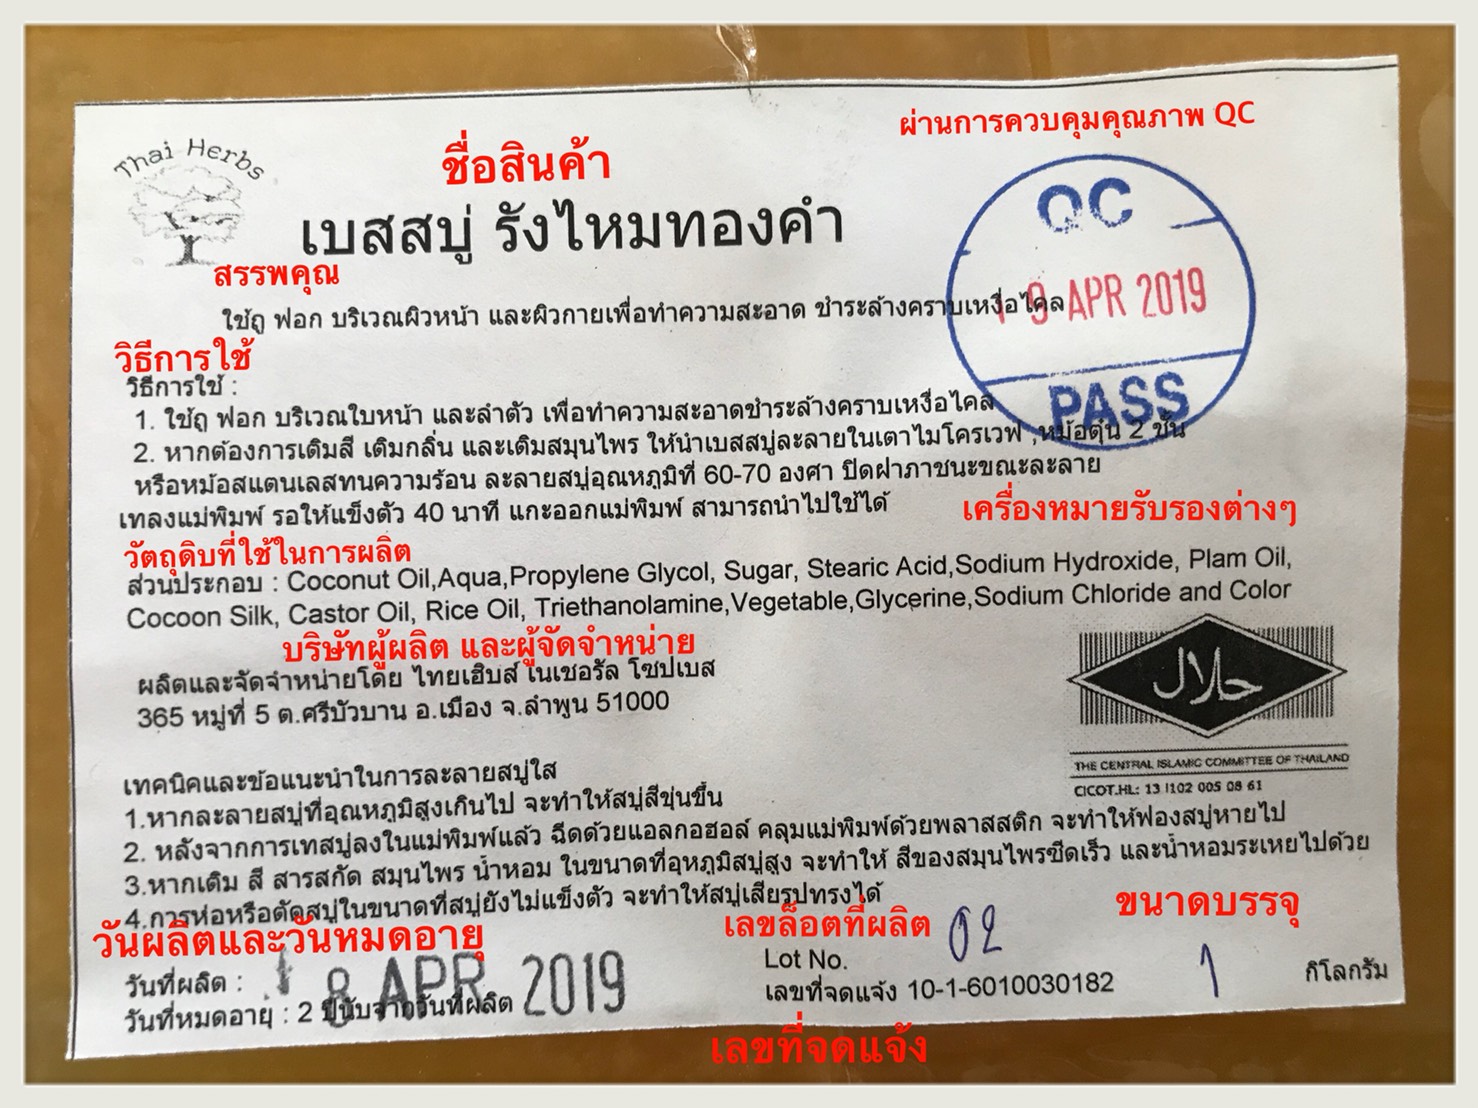 ผ่านการควบคุมคุณภาพ QC
Thai Herbs
ชื่อสินค้า
เบสสบู่ รังไหมทองคำ
QC
19 APR 2019
PASS
สรรพคุณ
ใช้ถู ฟอก บริเวณผิวหน้า และผิวกายเพื่อทำความสะอาด ชำระล้างคราบเหงื่อไคล
วิธีการใช้
วิธีการใช้ :
1. ใช้ถู ฟอก บริเวณใบหน้า และลำตัว เพื่อทำความสะอาดชำระล้างคราบเหงื่อไคล
2. หากต้องการเติมสี เติมกลิ่น และเติมสมุนไพร ให้นำเบสสบู่ละลายในเตาไมโครเวฟ ,หม้อตุ๋น 2 ชั้น
หรือหม้อสแตนเลสทนความร้อน ละลายสบู่อุณหภูมิที่ 60-70 องศา ปิดฝาภาชนะขณะละลาย
เทลงแม่พิมพ์ รอให้แข็งตัว 40 นาที แกะออกแม่พิมพ์ สามารถนำไปใช้ได้
เครื่องหมายรับรองต่างๆ
วัตถุดิบที่ใช้ในการผลิต
ส่วนประกอบ : Coconut Oil,Aqua,Propylene Glycol, Sugar, Stearic Acid,Sodium Hydroxide, Plam Oil,
Cocoon Silk, Castor Oil, Rice Oil, Triethanolamine,Vegetable,Glycerine,Sodium Chloride and Color
บริษัทผู้ผลิต และผู้จัดจำหน่าย
ผลิตและจัดจำหน่ายโดย ไทยเฮิบส์ เนเชอรัล โซปเบส
365 หมู่ที่ 5 ต.ศรีบัวบาน อ.เมือง จ.ลำพูน 51000
حلال
THE CENTRAL ISLAMIC COMMITTEE OF THAILAND
CICOT.HL: 13 I102 005 08 61
เทคนิคและข้อแนะนำในการละลายสบู่ใส
1.หากละลายสบู่ที่อุณหภูมิสูงเกินไป จะทำให้สบู่สีขุ่นขึ้น
2. หลังจากการเทสบู่ลงในแม่พิมพ์แล้ว ฉีดด้วยแอลกอฮอล์ คลุมแม่พิมพ์ด้วยพลาสสติก จะทำให้ฟองสบู่หายไป
3.หากเติม สี สารสกัด สมุนไพร น้ำหอม ในขนาดที่อุหภูมิสบู่สูง จะทำให้ สีของสมุนไพรซีดเร็ว และน้ำหอมระเหยไปด้วย
4.การห่อหรือตัดสบู่ในขนาดที่สบู่ยังไม่แข็งตัว จะทำให้สบู่เสียรูปทรงได้
วันผลิตและวันหมดอายุ
เลขล็อตที่ผลิต
02
ขนาดบรรจุ
Lot No.
วันที่ผลิต : 18 APR 2019
เลขที่จดแจ้ง 10-1-6010030182
1 กิโลกรัม
วันที่หมดอายุ : 2 ปีนับจากวันที่ผลิต
เลขที่จดแจ้ง